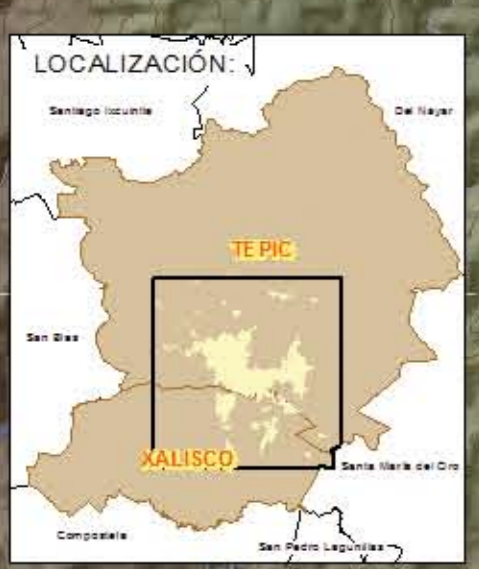 LOCALIZACIÓN:
Santiago Ixcuintla
Del Nayar
TEPIC
San Blas
XALISCO
Santa María del Oro
Compostela
San Pedro Lagunillas